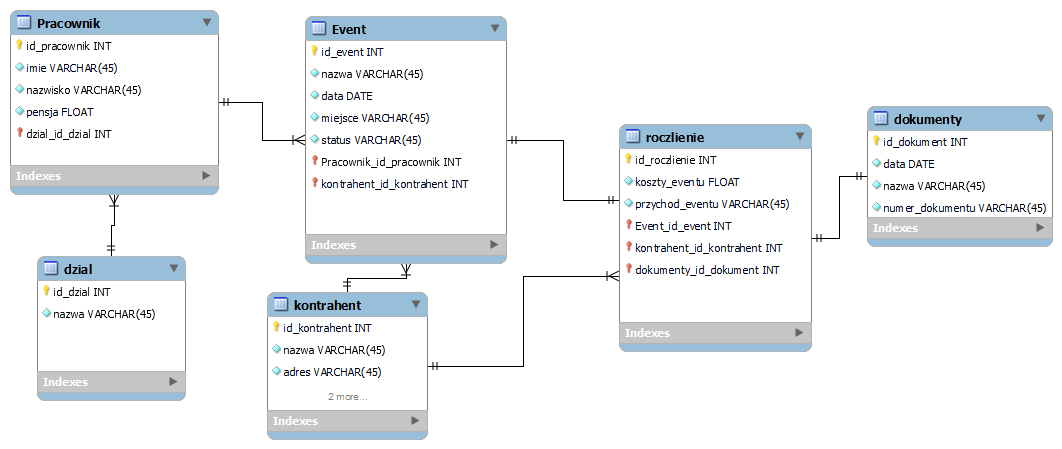 Pracownik
id_pracownik INT
imie VARCHAR(45)
nazwisko VARCHAR(45)
pensja FLOAT
dzial_id_dzial INT
Indexes
Event
id_event INT
nazwa VARCHAR(45)
data DATE
miejsce VARCHAR(45)
status VARCHAR(45)
Pracownik_id_pracownik INT
kontrahent_id_kontrahent INT
Indexes
roczlienie
id_roczlienie INT
koszty_eventu FLOAT
przychod_eventu VARCHAR(45)
Event_id_event INT
kontrahent_id_kontrahent INT
dokumenty_id_dokument INT
Indexes
dokumenty
id_dokument INT
data DATE
nazwa VARCHAR(45)
numer_dokumentu VARCHAR(45)
Indexes
dzial
id_dzial INT
nazwa VARCHAR(45)
Indexes
kontrahent
id_kontrahent INT
nazwa VARCHAR(45)
adres VARCHAR(45)
2 more...
Indexes